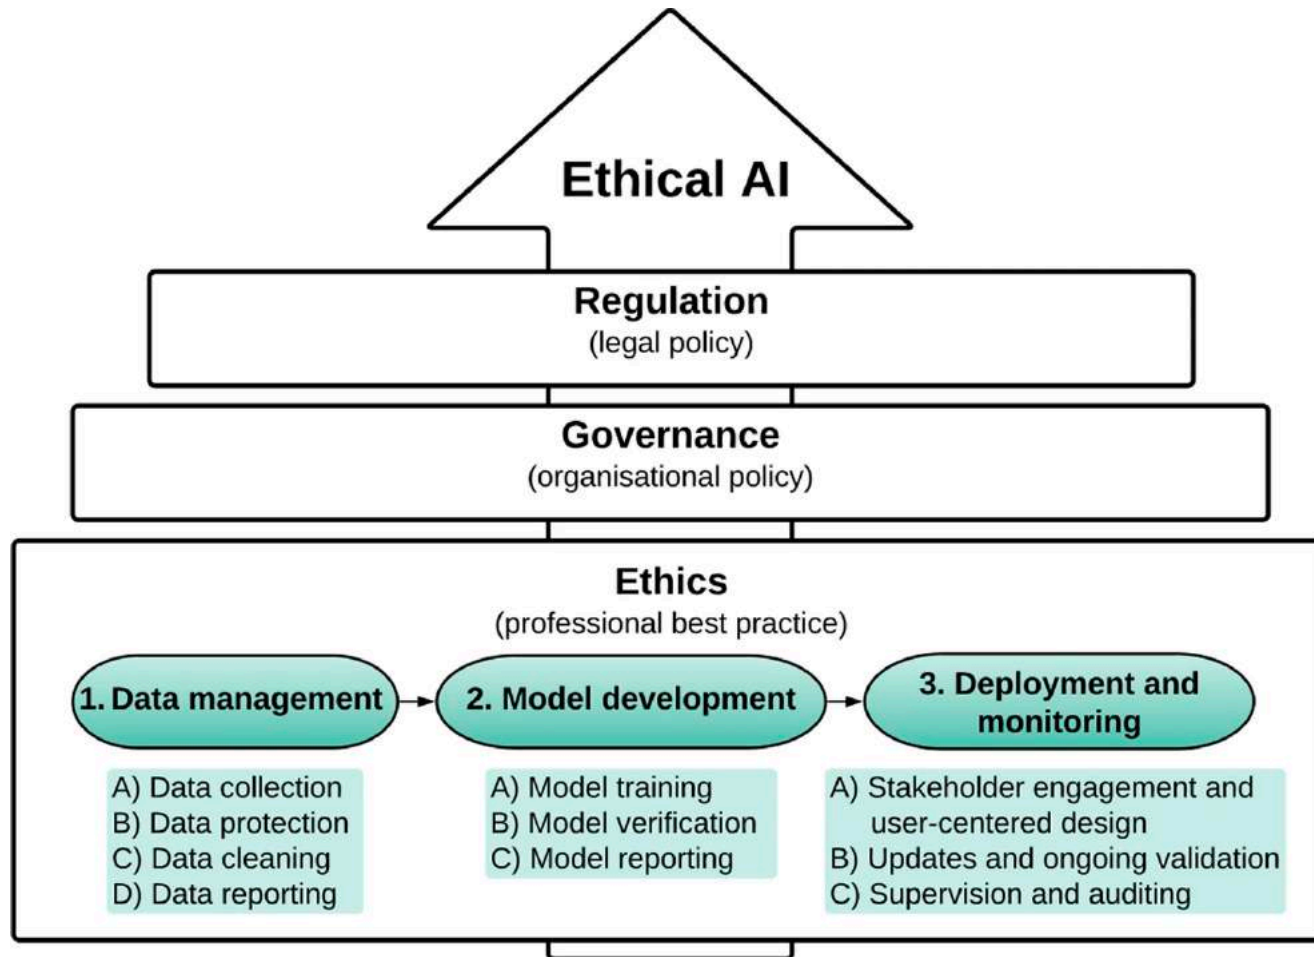 Ethical AI
Regulation
(legal policy)
Governance
(organisational policy)
Ethics
(professional best practice)
1. Data management
2. Model development
3. Deployment and
monitoring
A) Data collection
B) Data protection
C) Data cleaning
D) Data reporting
A) Model training
B) Model verification
C) Model reporting
A) Stakeholder engagement and
user-centered design
B) Updates and ongoing validation
C) Supervision and auditing